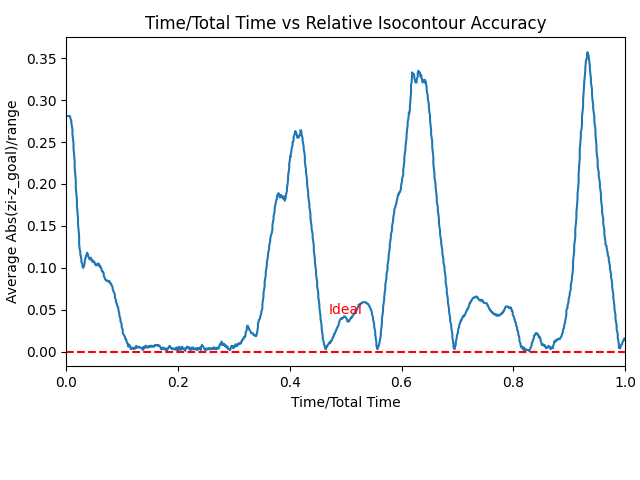 Time/Total Time vs Relative Isocontour Accuracy
Average Abs(zi-z_goal)/range
0.35
0.30
0.25
0.20
0.15
0.10
0.05
0.00
Ideal
0.0 0.2 0.4 0.6 0.8 1.0
Time/Total Time